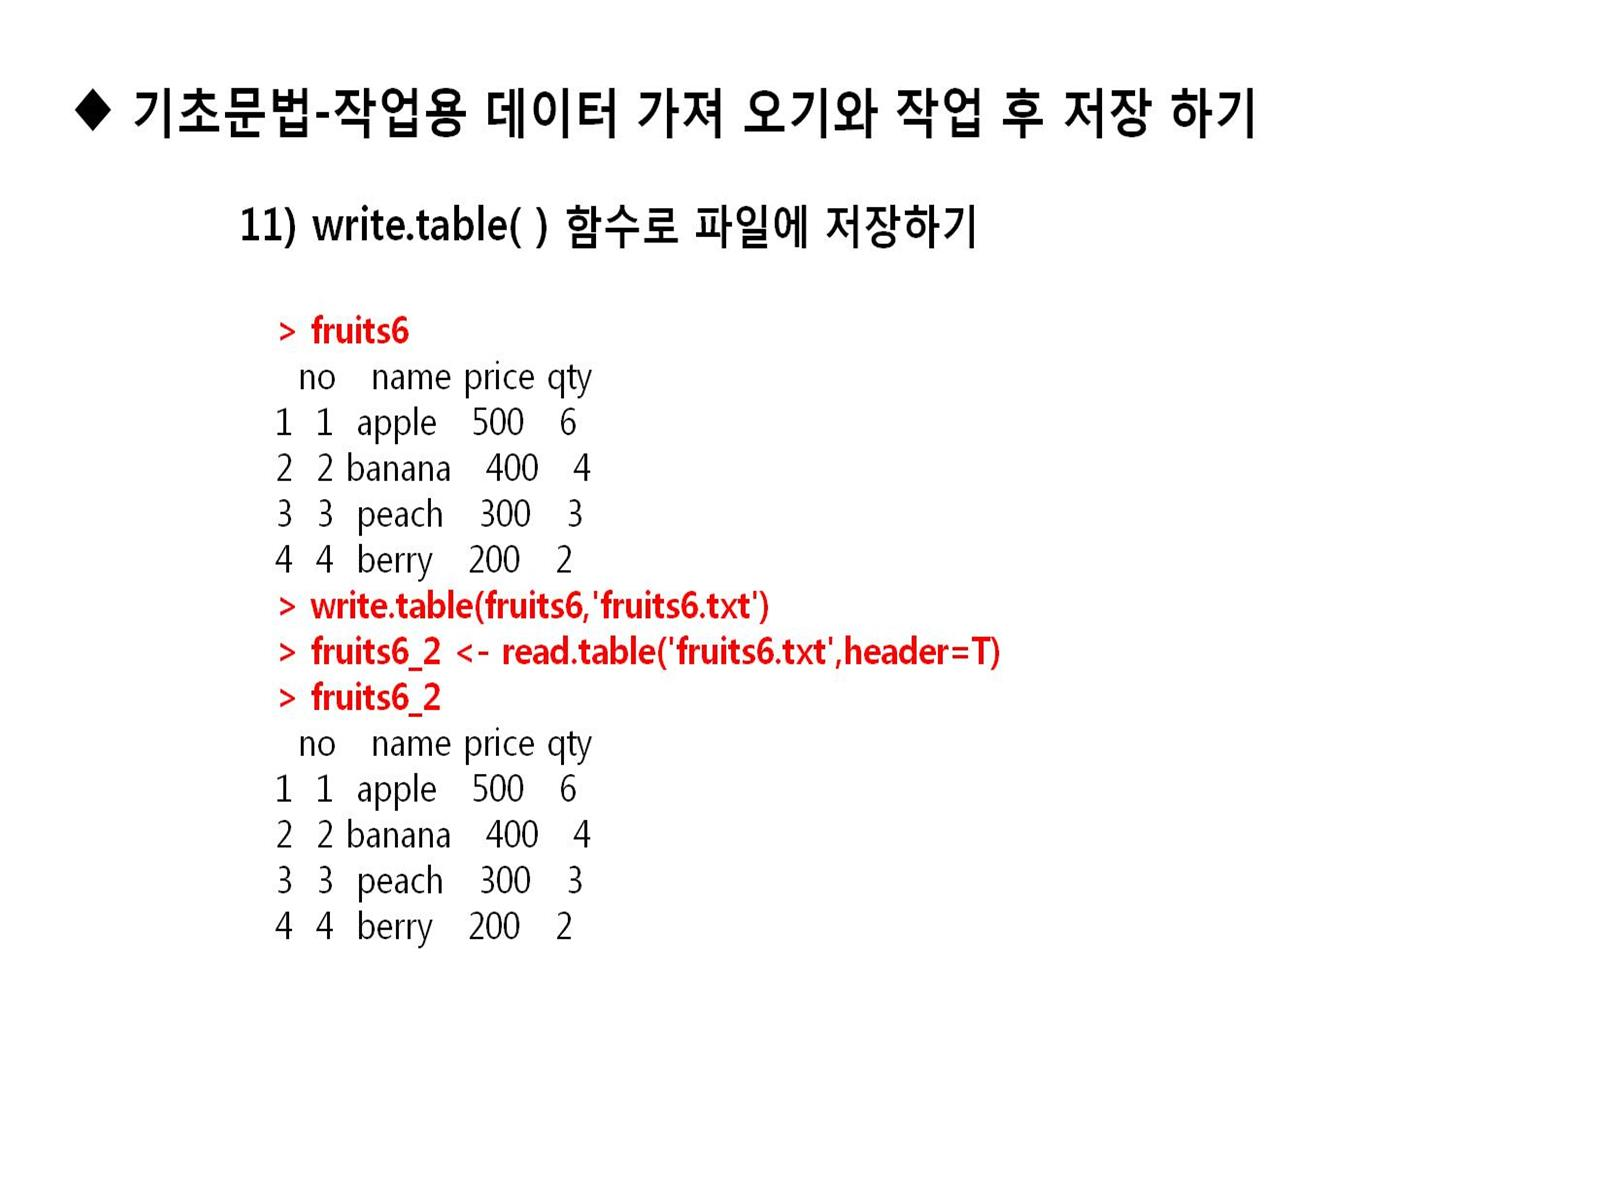 ◆ 기초문법-작업용 데이터 가져 오기와 작업 후 저장 하기
11) write.table( ) 함수로 파일에 저장하기
> fruits6
no name price qty
1 1 apple 500 6
2 2 banana 400 4
3 3 peach 300 3
4 4 berry 200 2
> write.table(fruits6,'fruits6.txt')
> fruits6_2 <- read.table('fruits6.txt',header=T)
> fruits6_2
no name price qty
1 1 apple 500 6
2 2 banana 400 4
3 3 peach 300 3
4 4 berry 200 2